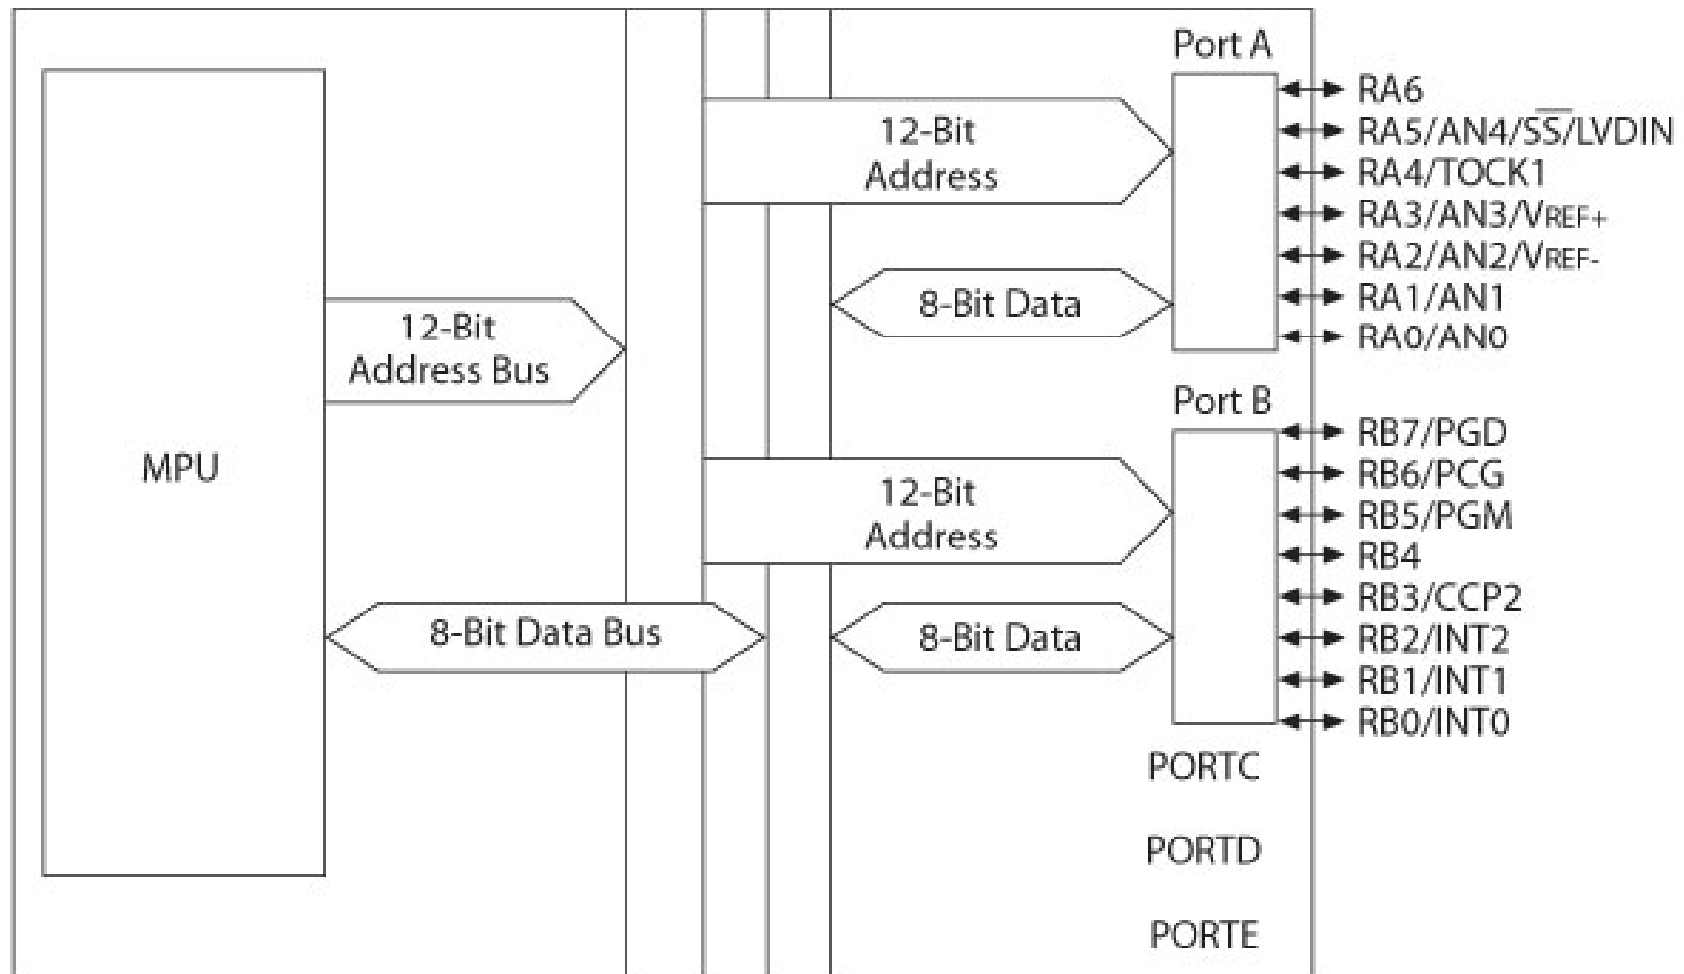 Port A
RA6
RA5/AN4/S̅S̅/LVDIN
RA4/TOCK1
RA3/AN3/VREF+
RA2/AN2/VREF-
RA1/AN1
RA0/AN0
12-Bit
Address
8-Bit Data
12-Bit
Address Bus
MPU
Port B
RB7/PGD
RB6/PCG
RB5/PGM
RB4
RB3/CCP2
RB2/INT2
RB1/INT1
RB0/INT0
12-Bit
Address
8-Bit Data Bus
8-Bit Data
PORTC
PORTD
PORTE